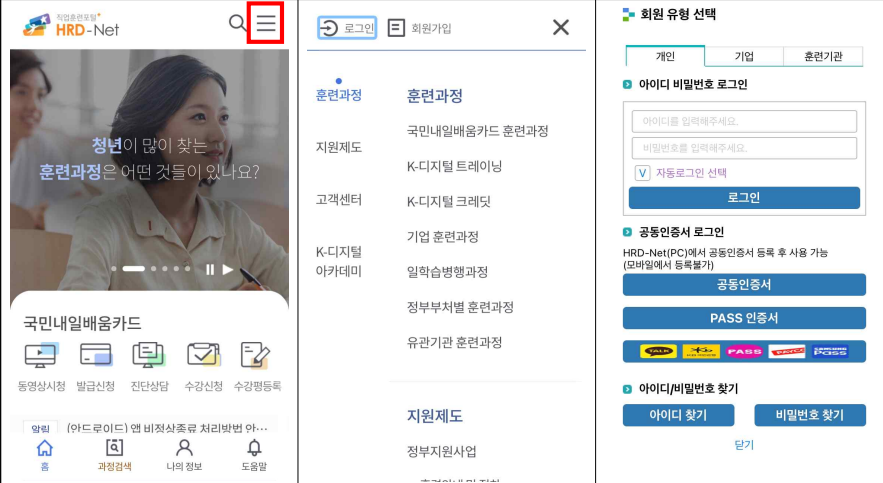 직업훈련포털
HRD-Net
청년이 많이 찾는
훈련과정은 어떤 것들이 있나요?
국민내일배움카드
동영상시청 발급신청 진단상담 수강신청 수강평등록
알림 (안드로이드) 앱 비정상종료 처리방법 안…
홈 과정검색 나의 정보 도움말
로그인 회원가입
훈련과정
지원제도
고객센터
K-디지털
아카데미
훈련과정
국민내일배움카드 훈련과정
K-디지털 트레이닝
K-디지털 크레딧
기업 훈련과정
일학습병행과정
정부부처별 훈련과정
유관기관 훈련과정
지원제도
정부지원사업
회원 유형 선택
개인 기업 훈련기관
아이디 비밀번호 로그인
아이디를 입력해주세요.
비밀번호를 입력해주세요.
V 자동로그인 선택
로그인
공동인증서 로그인
HRD-Net(PC)에서 공동인증서 등록 후 사용 가능
(모바일에서 등록불가)
공동인증서
PASS 인증서
TALK PASS PAYCO PASS
아이디/비밀번호 찾기
아이디 찾기 비밀번호 찾기
닫기